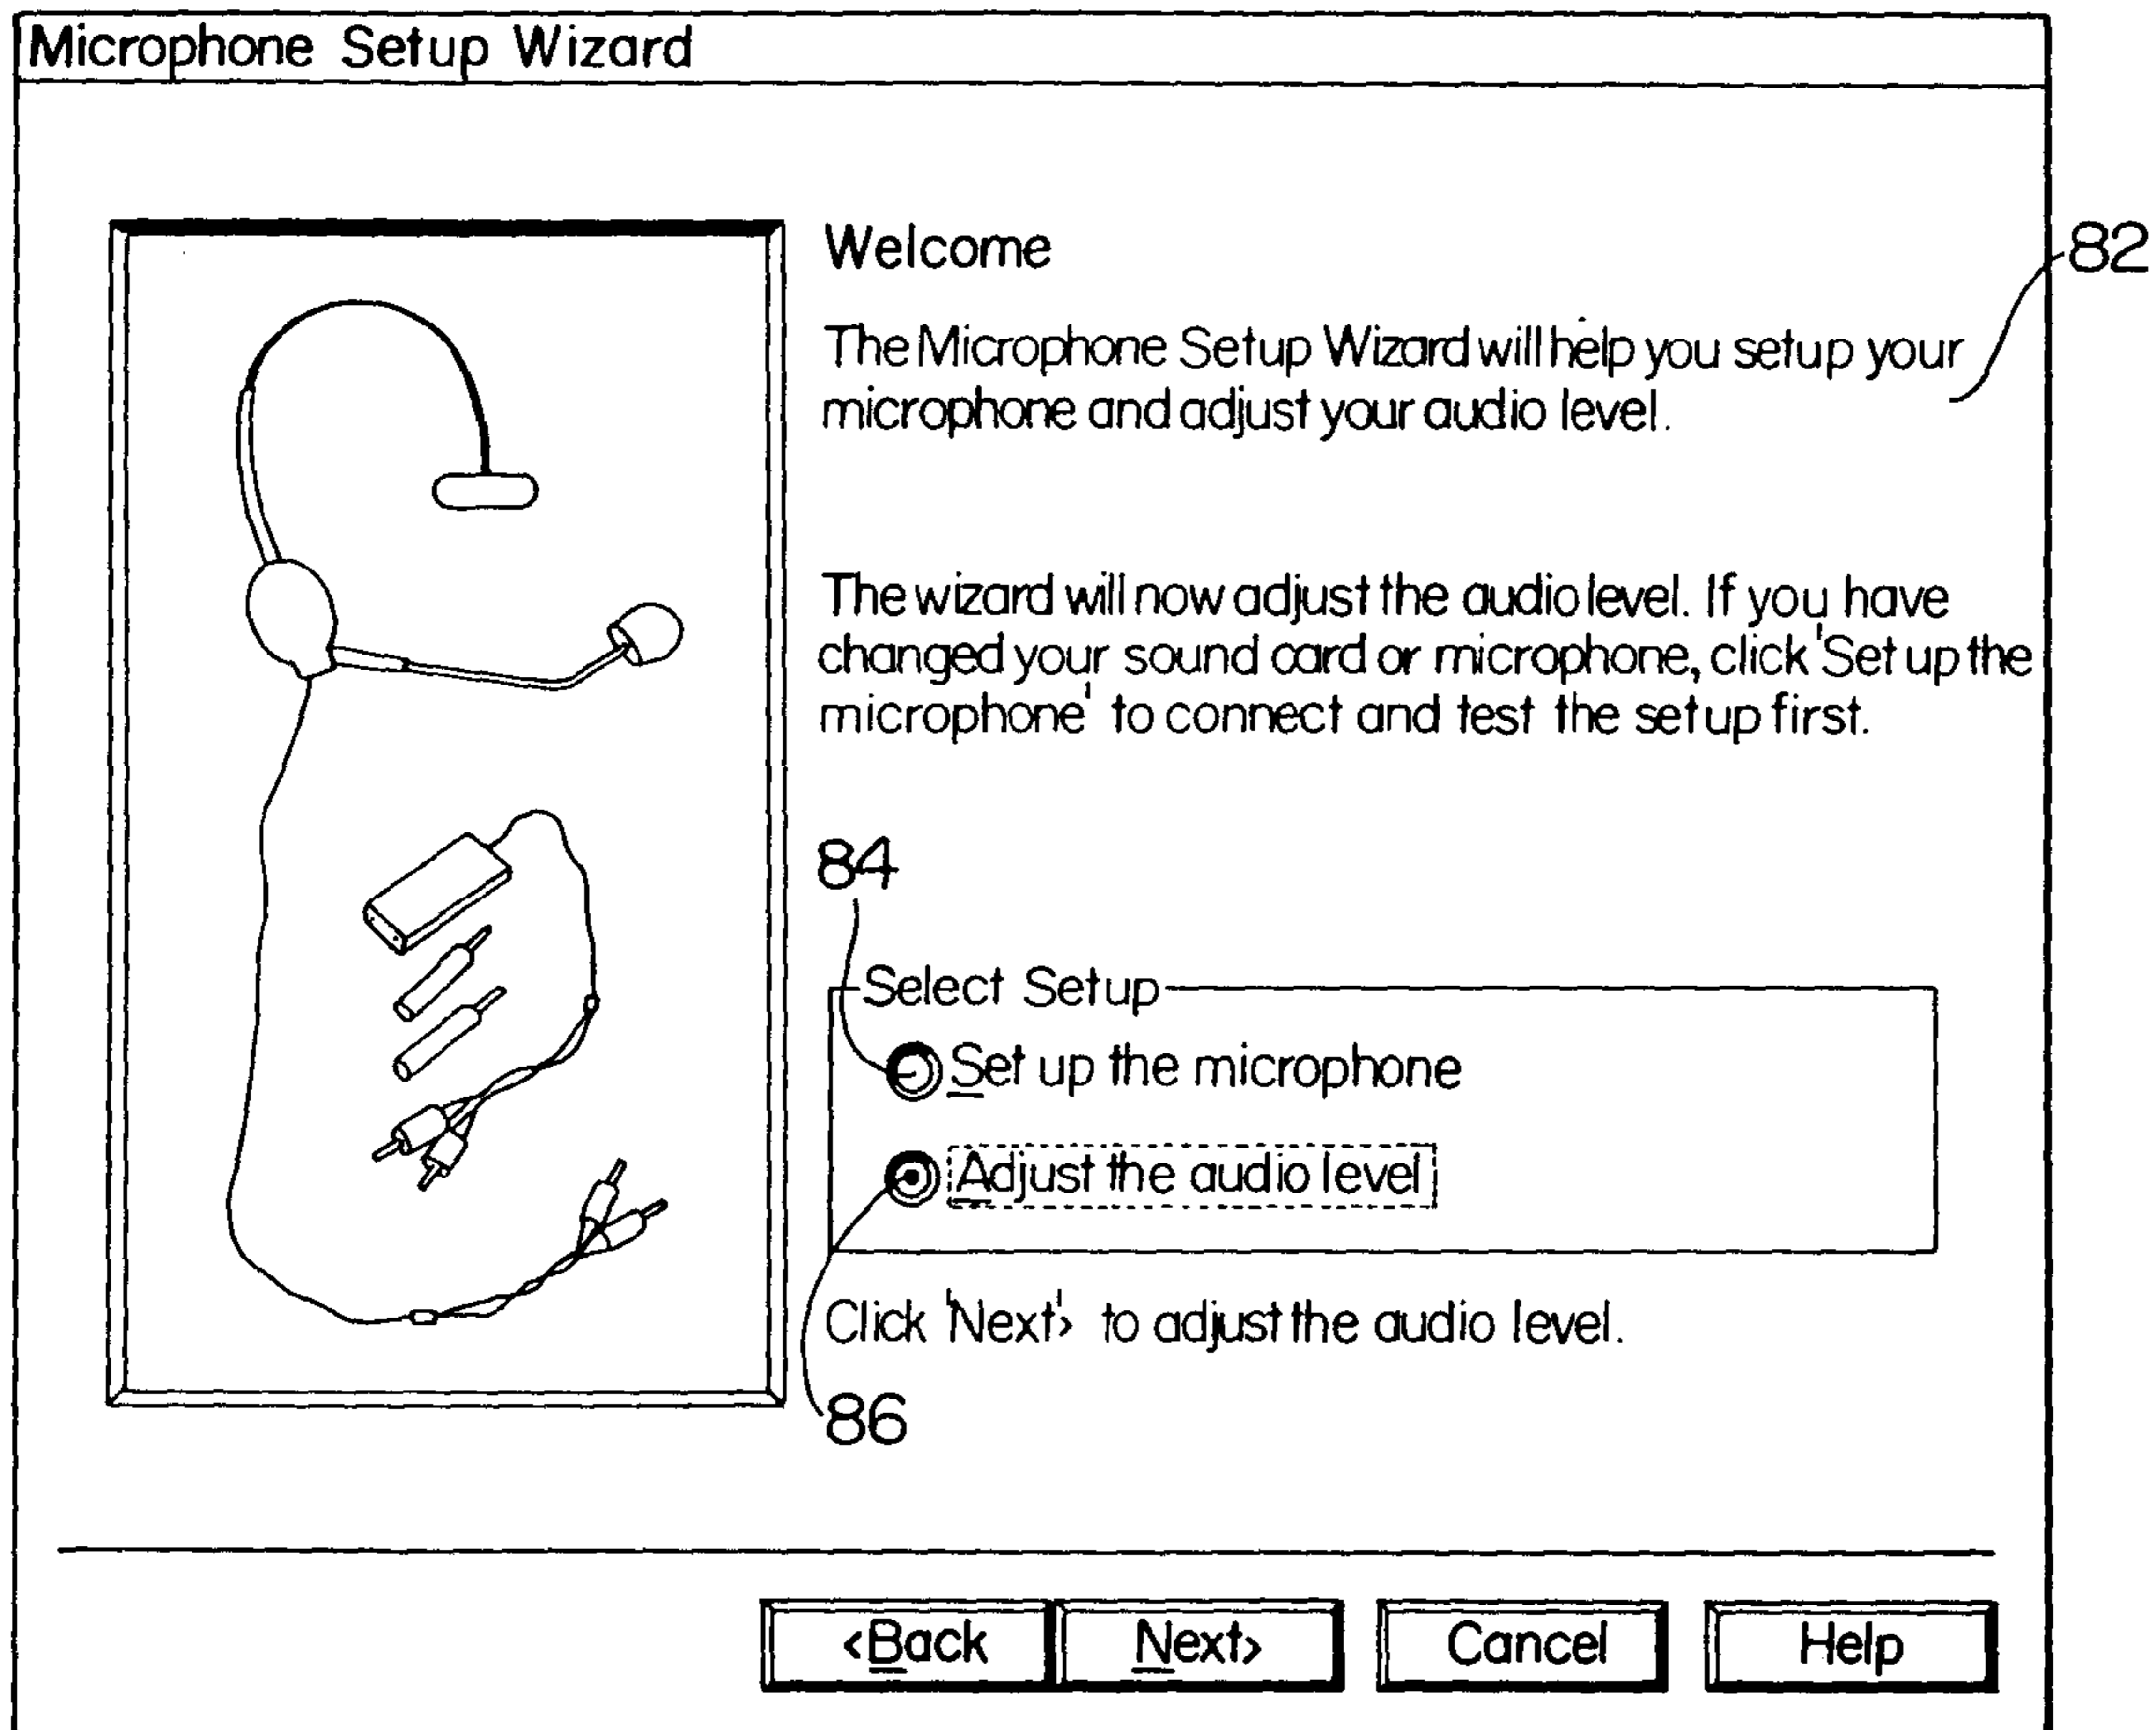 Microphone Setup Wizard
Welcome
82
The Microphone Setup Wizard will help you setup your
microphone and adjust your audio level.
The wizard will now adjust the audio level. If you have
changed your sound card or microphone, click 'Set up the
microphone' to connect and test the setup first.
84
Select Setup
Set up the microphone
Adjust the audio level
Click 'Next'> to adjust the audio level.
86
<Back Next> Cancel Help